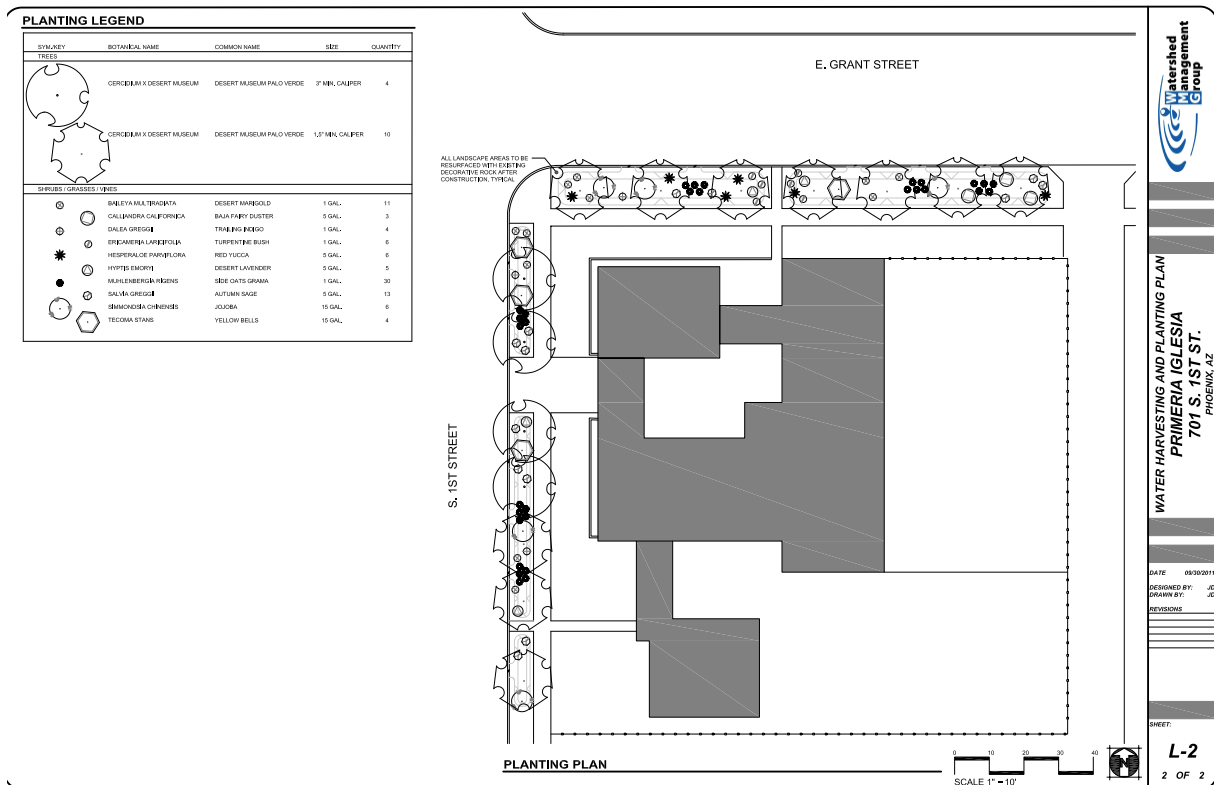 PLANTING LEGEND
SYM./KEY BOTANICAL NAME COMMON NAME SIZE QUANTITY
TREES
CERCIDIUM X DESERT MUSEUM DESERT MUSEUM PALO VERDE 3" MIN. CALIPER 4
CERCIDIUM X DESERT MUSEUM DESERT MUSEUM PALO VERDE 1.5" MIN. CALIPER 10
SHRUBS / GRASSES / VINES
BAILEYA MULTIRADIATA DESERT MARIGOLD 1 GAL. 11
CALLIANDRA CALIFORNICA BAJA FAIRY DUSTER 5 GAL. 3
DALEA GREGGII TRAILING INDIGO 1 GAL. 4
ERICAMERIA LARICIFOLIA TURPENTINE BUSH 1 GAL. 6
HESPERALOE PARVIFLORA RED YUCCA 5 GAL. 6
HYPTIS EMORYI DESERT LAVENDER 5 GAL. 5
MUHLENBERGIA RIGENS SIDE OATS GRAMA 1 GAL. 30
SALVIA GREGGII AUTUMN SAGE 5 GAL. 13
SIMMONDSIA CHINENSIS JOJOBA 15 GAL. 6
TECOMA STANS YELLOW BELLS 15 GAL. 4
E. GRANT STREET
ALL LANDSCAPE AREAS TO BE
RESURFACED WITH EXISTING
DECORATIVE ROCK AFTER
CONSTRUCTION, TYPICAL
S. 1ST STREET
PLANTING PLAN
0 10 20 30 40
SCALE 1" = 10'
N
Watershed
Management
Group
WATER HARVESTING AND PLANTING PLAN
PRIMERIA IGLESIA
701 S. 1ST ST.
PHOENIX, AZ
DATE 09/30/2011
DESIGNED BY: JD
DRAWN BY: JD
REVISIONS
SHEET:
L-2
2 OF 2